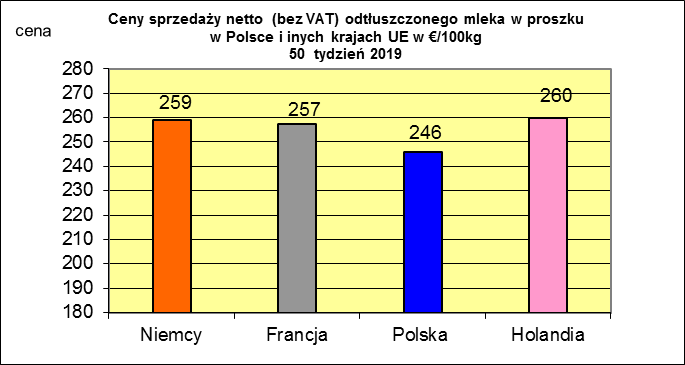 Ceny sprzedaży netto (bez VAT) odtłuszczonego mleka w proszku
w Polsce i inych krajach UE w €/100kg
50 tydzień 2019
cena
280
270
260
250
240
230
220
210
200
190
180
259
257
246
260
Niemcy
Francja
Polska
Holandia